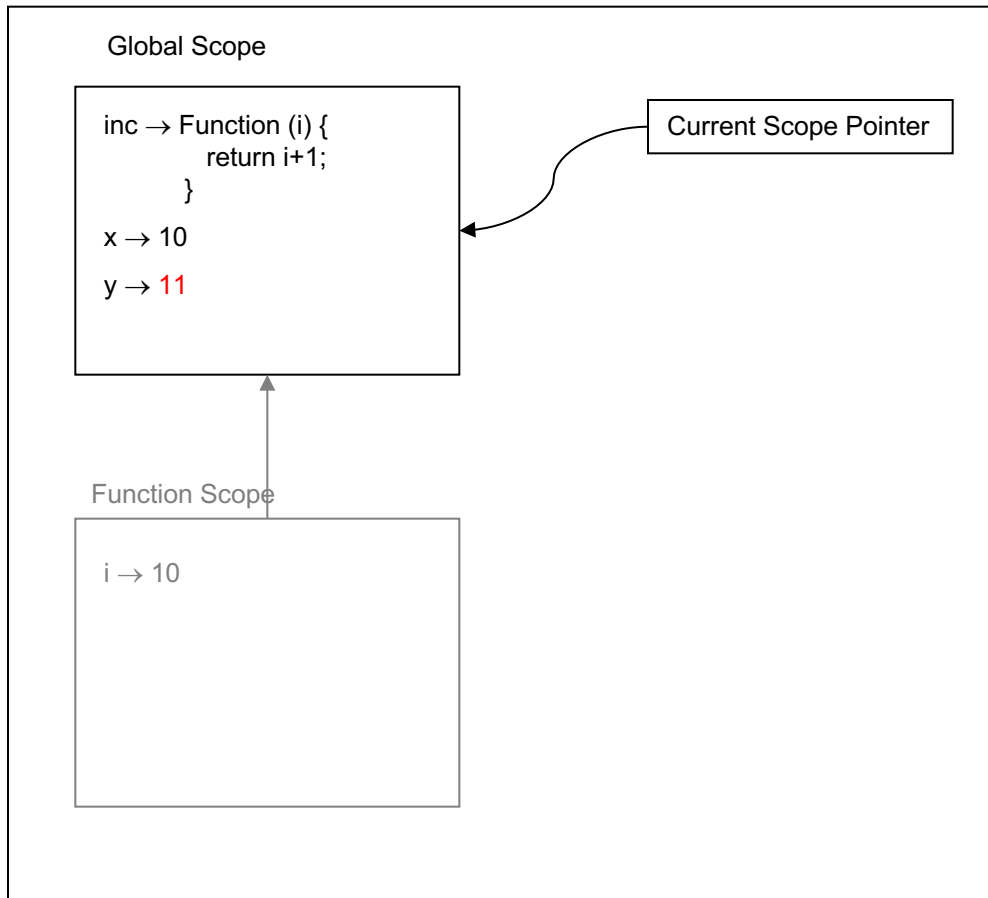 Global Scope
inc → Function (i) {
return i+1;
}
x → 10
y → 11
Current Scope Pointer
Function Scope
i → 10